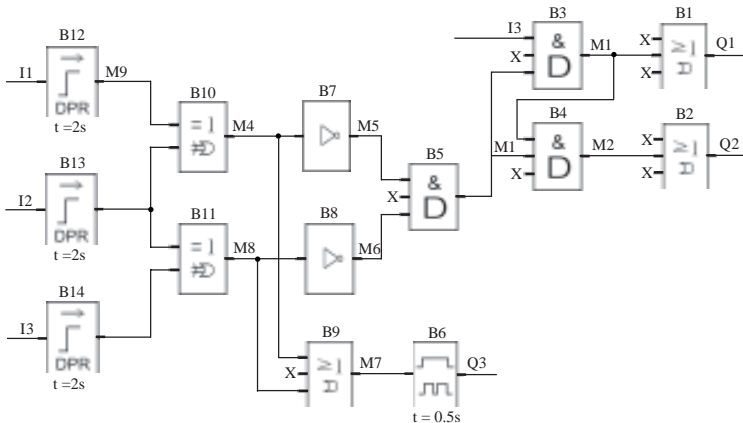 B12
I1
M9
DPR
t =2s
B13
I2
DPR
t =2s
B14
I3
DPR
t =2s
B10
= 1
M4
B11
= 1
M8
B7
M5
B8
M6
B5
&
X
D
M1
I3
B3
&
X
D
M1
B4
&
X
D
M2
B1
X
≥1
X
Q1
B2
X
≥1
X
Q2
B9
≥1
X
M7
B6
Q3
t = 0.5s